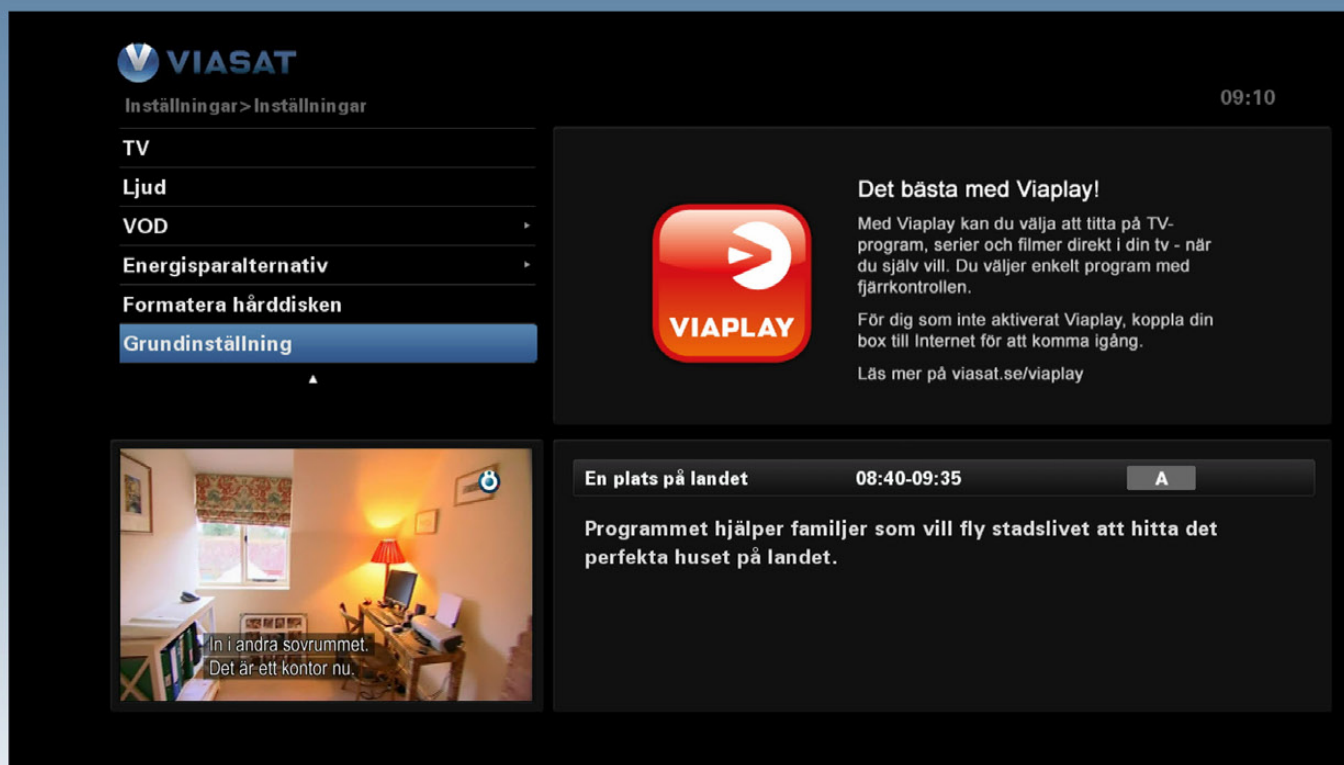 VIASAT
Inställningar>Inställningar
09:10
TV
Ljud
VOD
Energisparalternativ
Formatera hårddisken
Grundinställning
VIAPLAY
Det bästa med Viaplay!
Med Viaplay kan du välja att titta på TV-
program, serier och filmer direkt i din tv - när
du själv vill. Du väljer enkelt program med
fjärrkontrollen.
För dig som inte aktiverat Viaplay, koppla din
box till Internet för att komma igång.
Läs mer på viasat.se/viaplay
In i andra sovrummet.
Det är ett kontor nu.
En plats på landet 08:40-09:35 A
Programmet hjälper familjer som vill fly stadslivet att hitta det
perfekta huset på landet.